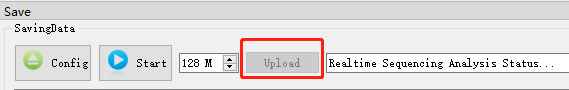 Save
SavingData
Config Start 128 M Upload Realtime Sequencing Analysis Status...